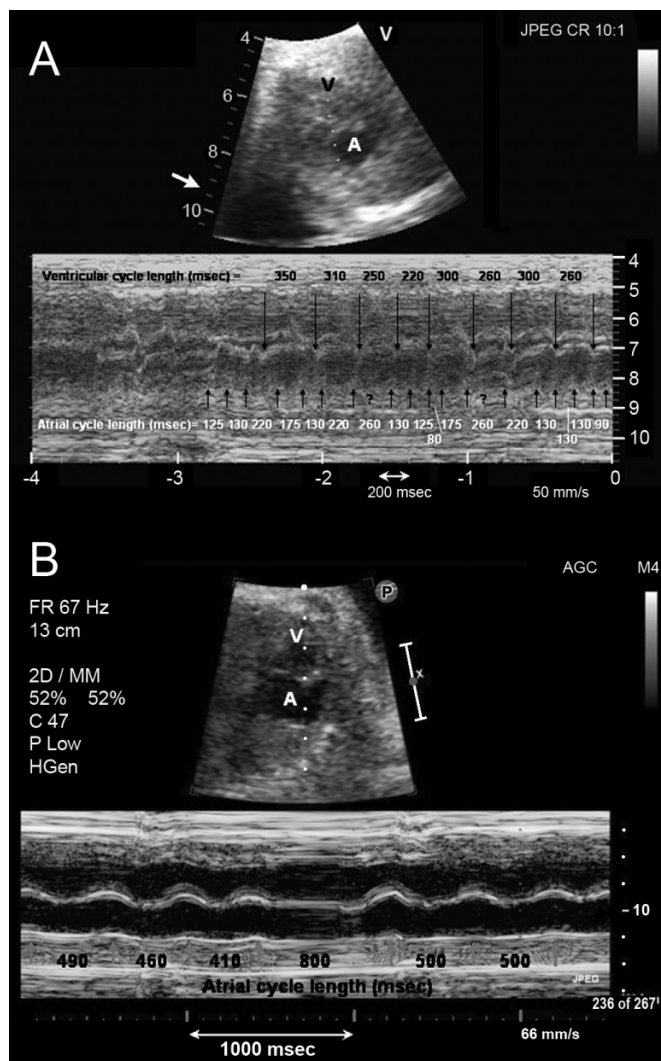 A
JPEG CR 10:1
4
V
V
6
A
8
10
Ventricular cycle length (msec) = 350 310 250 220 300 260 300 260
4
5
6
7
8
9
10
? ?
Atrial cycle length (msec)= 125 130 220 175 130 220 260 130 125 175 260 220 130 130 90
80 130
-4 -3 -2 -1 0
200 msec 50 mm/s
B
AGC M4
P
FR 67 Hz
13 cm
V
x
2D / MM
52% 52%
A
C 47
P Low
HGen
10
490 460 410 800 500 500
JPEG
Atrial cycle length (msec)
236 of 267
66 mm/s
1000 msec